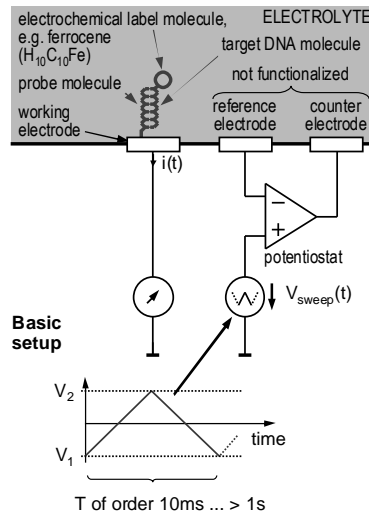 electrochemical label molecule,
e.g. ferrocene
(H10C10Fe)
probe molecule
working
electrode
ELECTROLYTE
target DNA molecule
not functionalized
reference
electrode
counter
electrode
i(t)
−
+
potentiostat
Vsweep(t)
Basic
setup
V2
V1
time
T of order 10ms ... > 1s